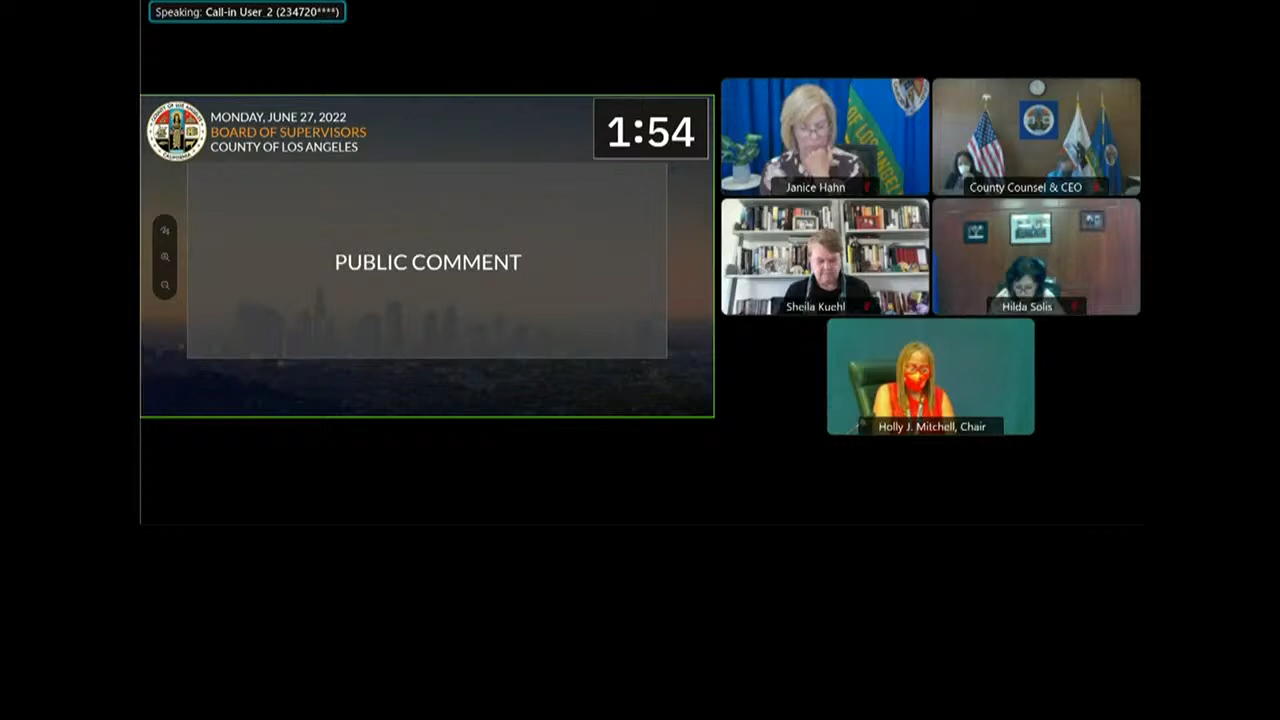 Speaking: Call-in User_2 (234720****)
MONDAY, JUNE 27, 2022
BOARD OF SUPERVISORS
COUNTY OF LOS ANGELES
1:54
PUBLIC COMMENT
Janice Hahn
County Counsel & CEO
Sheila Kuehl
Hilda Solis
Holly J. Mitchell, Chair